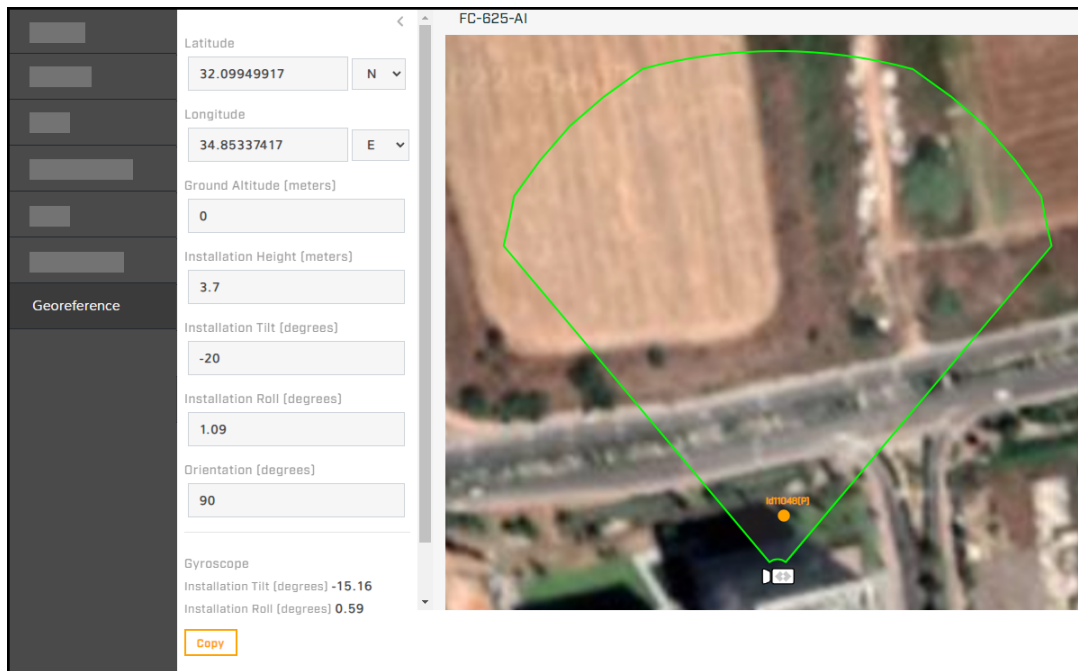 FC-625-AI
Latitude
32.09949917
N
Longitude
34.85337417
E
Ground Altitude (meters)
0
Installation Height (meters)
3.7
Installation Tilt (degrees)
-20
Installation Roll (degrees)
1.09
Orientation (degrees)
90
Gyroscope
Installation Tilt (degrees) -15.16
Installation Roll (degrees) 0.59
Copy
Georeference
Id11046(P)